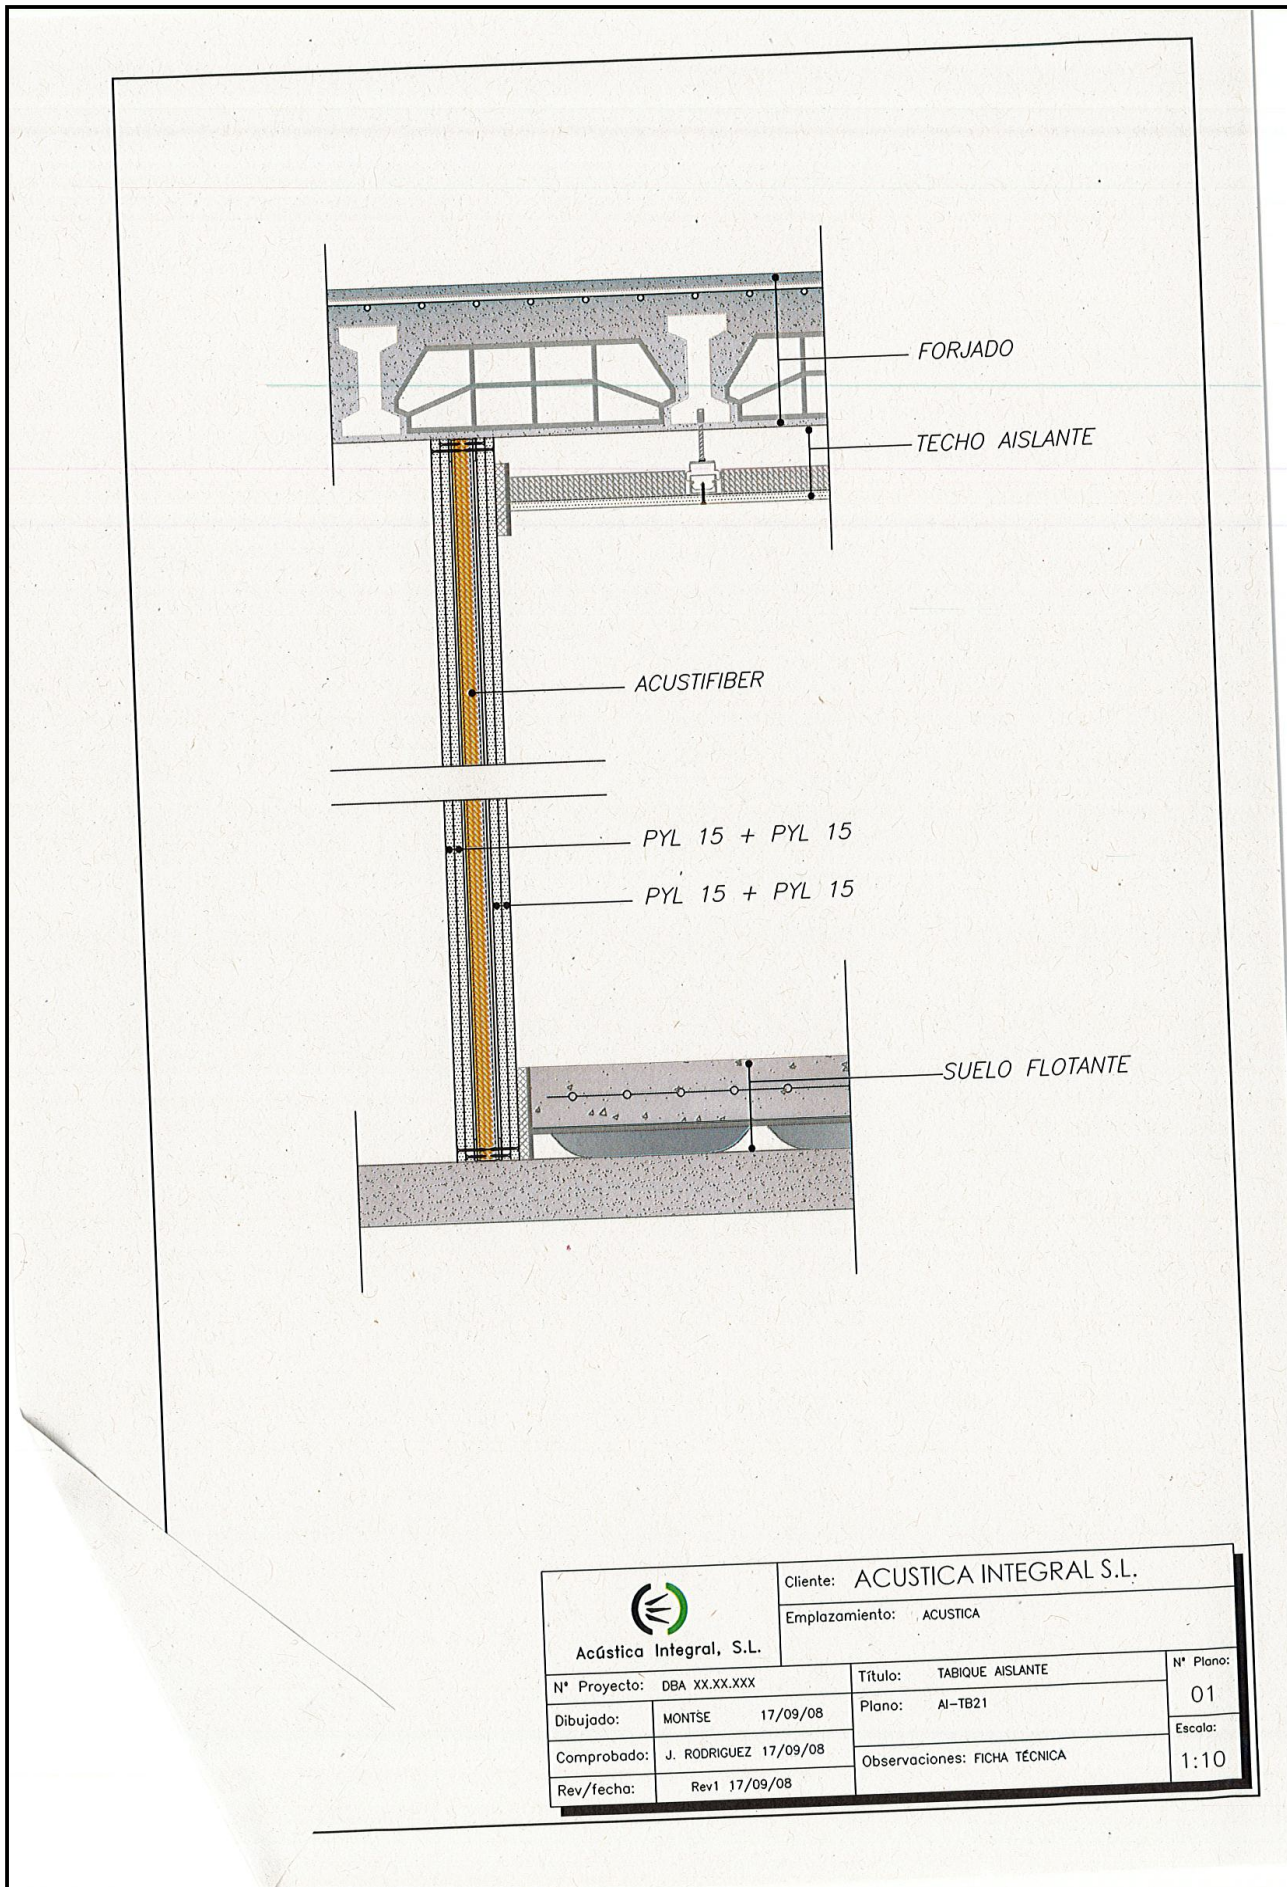 FORJADO
TECHO AISLANTE
ACUSTIFIBER
PYL 15 + PYL 15
PYL 15 + PYL 15
SUELO FLOTANTE
Acústica Integral, S.L.
Cliente: ACUSTICA INTEGRAL S.L.
Emplazamiento: ACUSTICA
Nº Proyecto: DBA XX.XX.XXX
Título: TABIQUE AISLANTE
Nº Plano:
01
Dibujado: MONTSE 17/09/08
Plano: AI-TB21
Comprobado: J. RODRIGUEZ 17/09/08
Observaciones: FICHA TÉCNICA
Escala:
1:10
Rev/fecha: Rev1 17/09/08